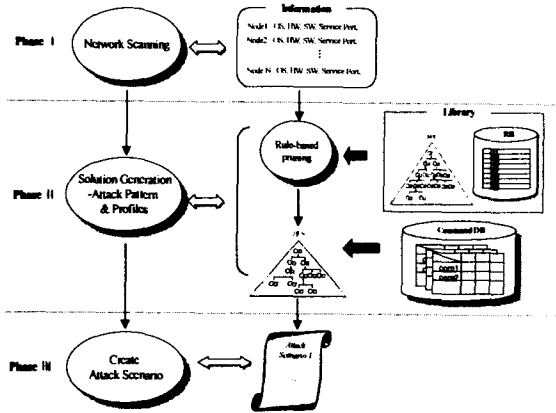 Information
Phase I
Network Scanning
Node1 OS, HW, SW, Service Port,
Node2 OS, HW, SW, Service Port,
Node N OS, HW, SW, Service Port,
Library
Rule-based
pruning
Phase II
Solution Generation
-Attack Pattern
& Profiles
Command DB
com1
com2
Phase III
Create
Attack Scenario
Attack
Scenario 1